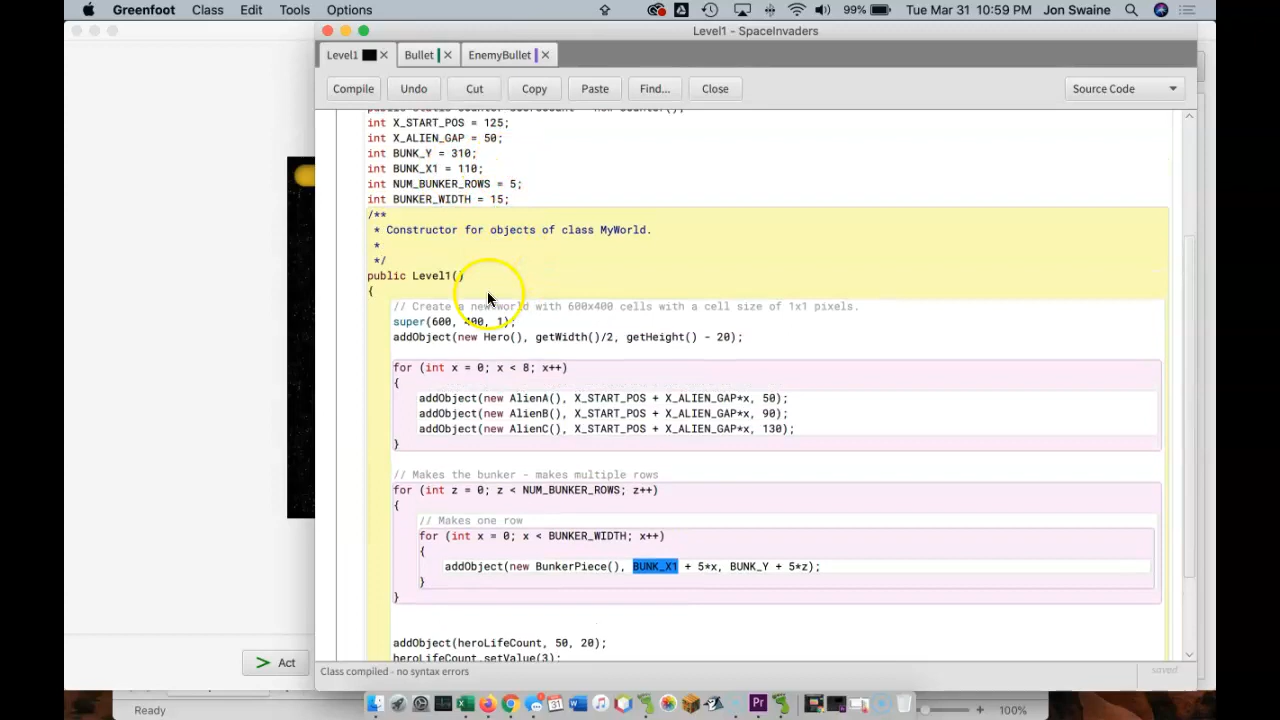 Greenfoot Class Edit Tools Options 99% Tue Mar 31 10:59 PM Jon Swaine
Level1 - SpaceInvaders
Level1 Bullet EnemyBullet
Compile Undo Cut Copy Paste Find... Close Source Code
int X_START_POS = 125;
int X_ALIEN_GAP = 50;
int BUNK_Y = 310;
int BUNK_X1 = 110;
int NUM_BUNKER_ROWS = 5;
int BUNKER_WIDTH = 15;
/**
* Constructor for objects of class MyWorld.
*
*/
public Level1()
{
// Create a new world with 600x400 cells with a cell size of 1x1 pixels.
super(600, 400, 1);
addObject(new Hero(), getWidth()/2, getHeight() - 20);
for (int x = 0; x < 8; x++)
{
addObject(new AlienA(), X_START_POS + X_ALIEN_GAP*x, 50);
addObject(new AlienB(), X_START_POS + X_ALIEN_GAP*x, 90);
addObject(new AlienC(), X_START_POS + X_ALIEN_GAP*x, 130);
}
// Makes the bunker - makes multiple rows
for (int z = 0; z < NUM_BUNKER_ROWS; z++)
{
// Makes one row
for (int x = 0; x < BUNKER_WIDTH; x++)
{
addObject(new BunkerPiece(), BUNK_X1 + 5*x, BUNK_Y + 5*z);
}
}
addObject(heroLifeCount, 50, 20);
heroLifeCount.setValue(3);
Act
Class compiled - no syntax errors saved
Ready 100%